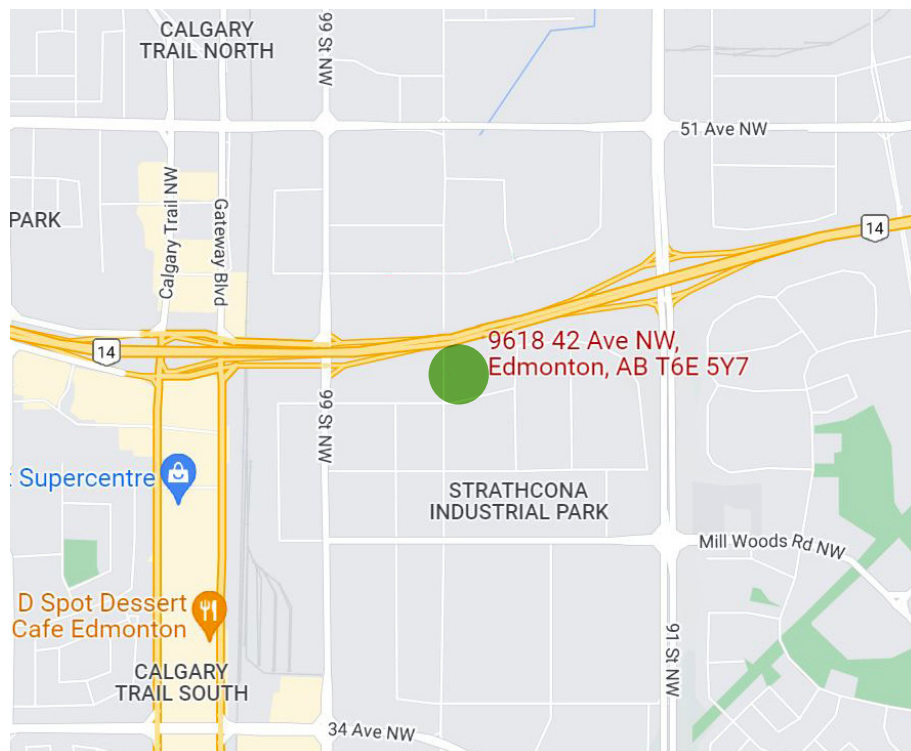 CALGARY
TRAIL NORTH
99 St NW
51 Ave NW
Calgary Trail NW
Gateway Blvd
PARK
14
14
9618 42 Ave NW,
Edmonton, AB T6E 5Y7
99 St NW
Supercentre
STRATHCONA
INDUSTRIAL PARK
Mill Woods Rd NW
D Spot Dessert
Cafe Edmonton
91 St NW
CALGARY
TRAIL SOUTH
34 Ave NW